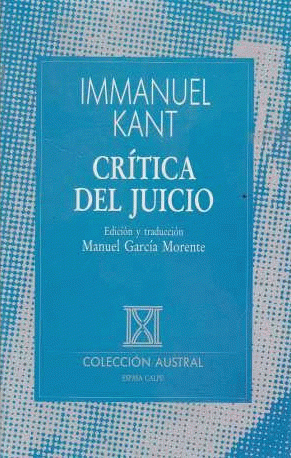 IMMANUEL
KANT
CRÍTICA
DEL JUICIO
Edición y traducción
Manuel García Morente
COLECCIÓN AUSTRAL
ESPASA CALPE